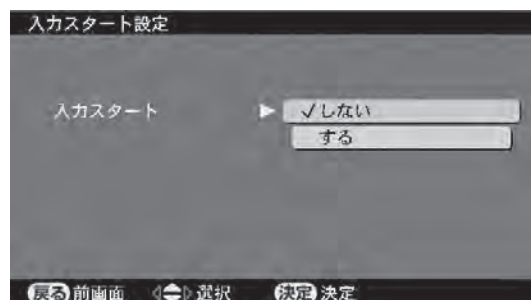 入力スタート設定
入力スタート ▶ ✓しない
する
戻る 前画面 選択 決定 決定